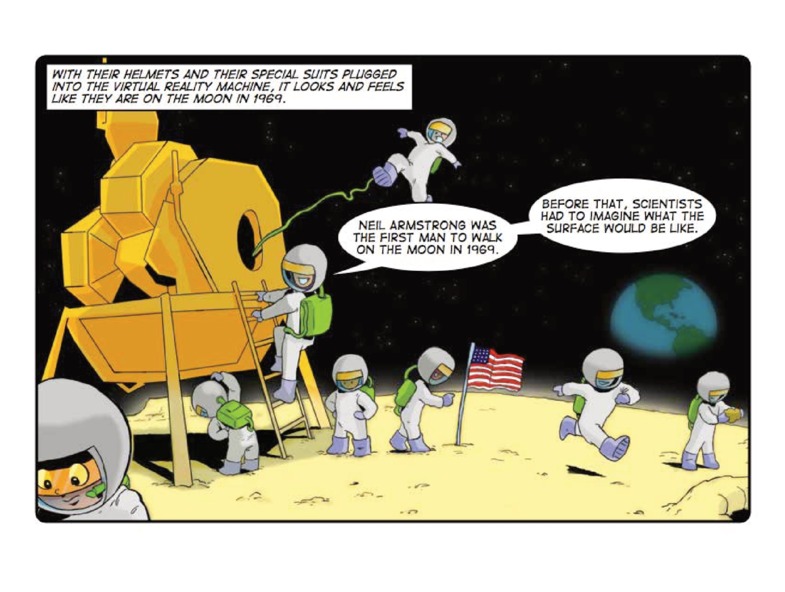 WITH THEIR HELMETS AND THEIR SPECIAL SUITS PLUGGED
INTO THE VIRTUAL REALITY MACHINE, IT LOOKS AND FEELS
LIKE THEY ARE ON THE MOON IN 1969.
NEIL ARMSTRONG WAS
THE FIRST MAN TO WALK
ON THE MOON IN 1969.
BEFORE THAT, SCIENTISTS
HAD TO IMAGINE WHAT THE
SURFACE WOULD BE LIKE.